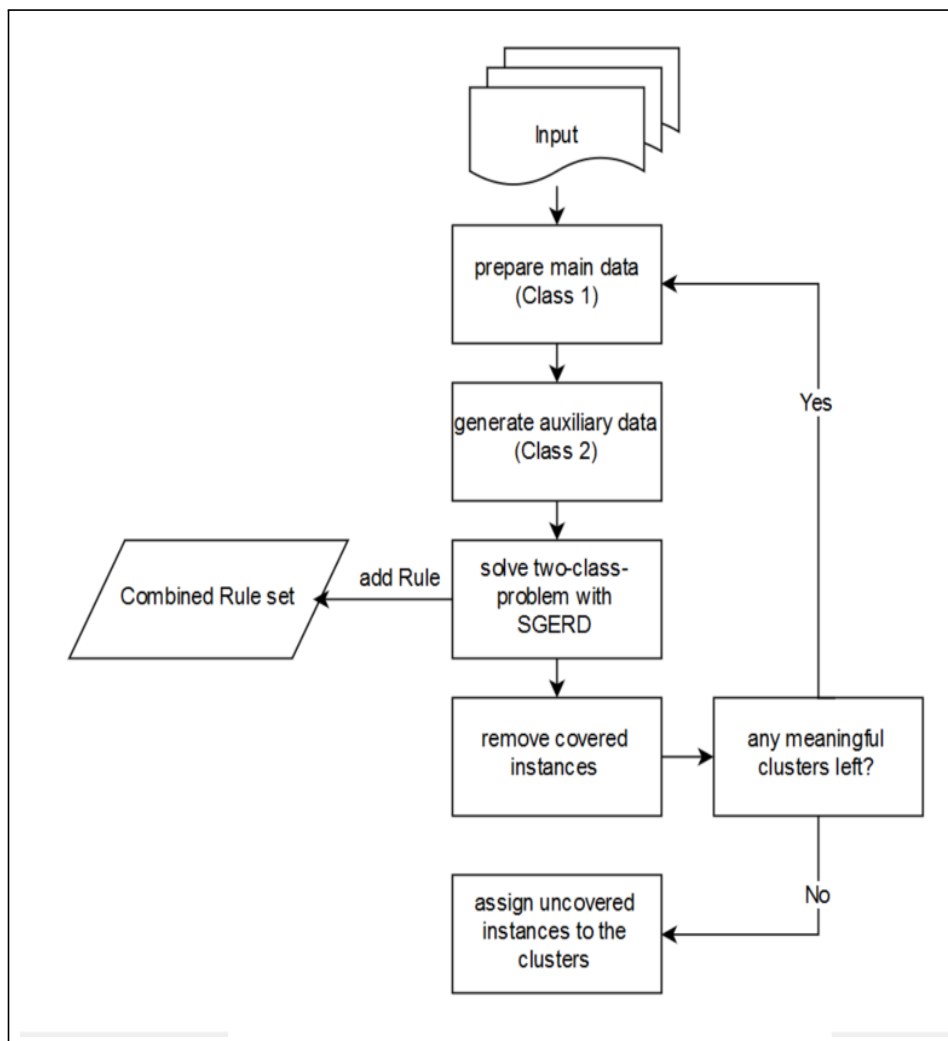 Input
prepare main data
(Class 1)
Yes
generate auxiliary data
(Class 2)
Combined Rule set
add Rule
solve two-class-
problem with
SGERD
remove covered
instances
any meaningful
clusters left?
No
assign uncovered
instances to the
clusters